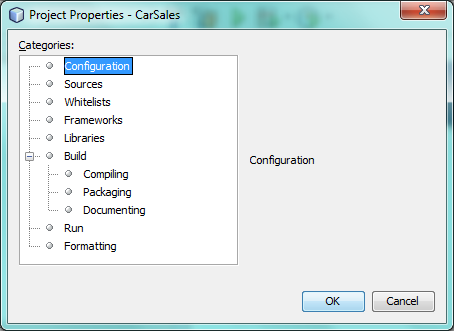 Project Properties - CarSales
Categories:
Configuration
Sources
Whitelists
Frameworks
Libraries
Build
Compiling
Packaging
Documenting
Run
Formatting
Configuration
OK
Cancel